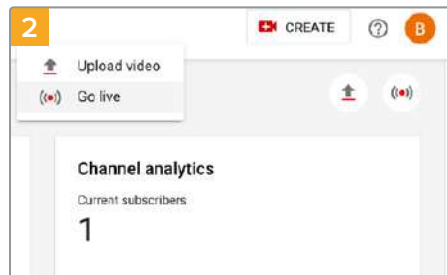 2
CREATE
?
B
Upload video
Go live
Channel analytics
Current subscribers
1